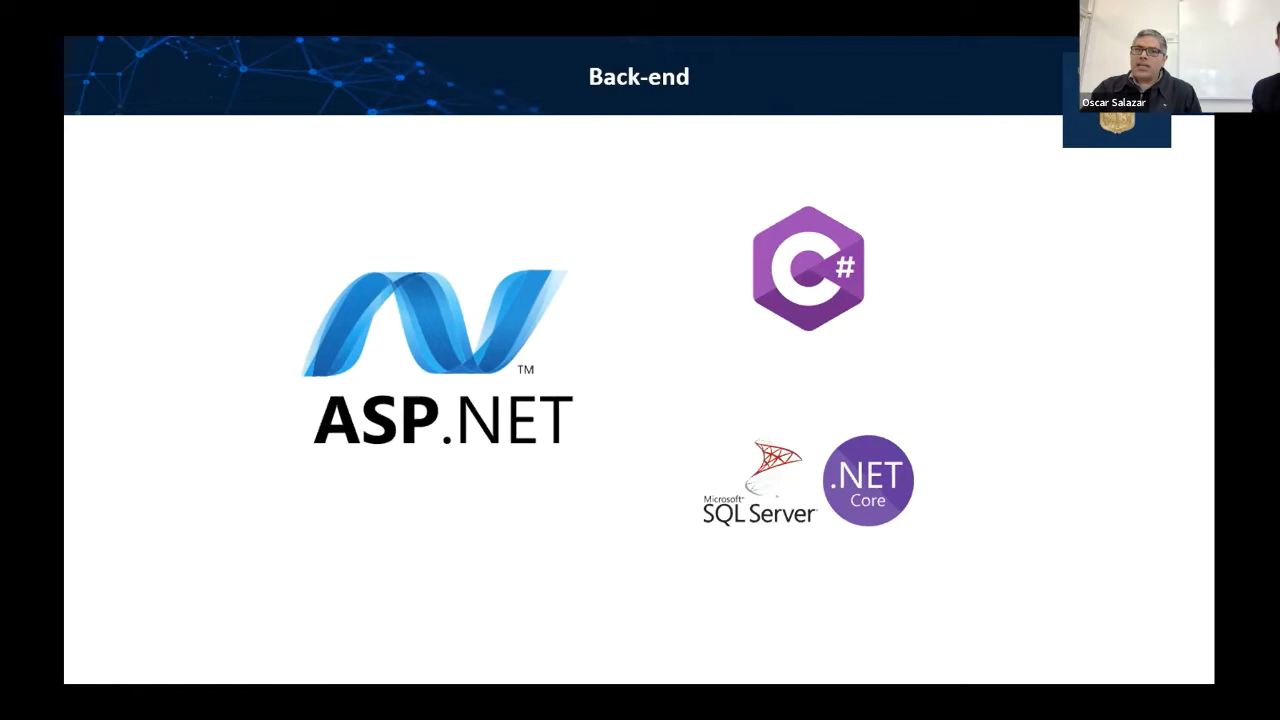 Back-end
Oscar Salazar
C#
TM
ASP.NET
Microsoft®
SQL Server
.NET
Core